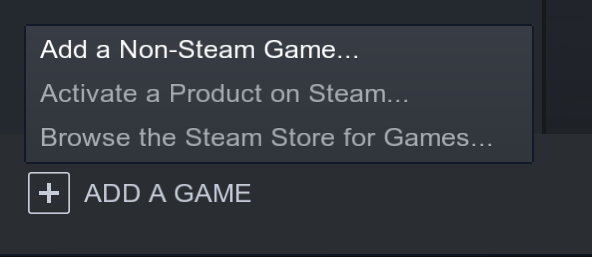 Add a Non-Steam Game...
Activate a Product on Steam...
Browse the Steam Store for Games...
ADD A GAME